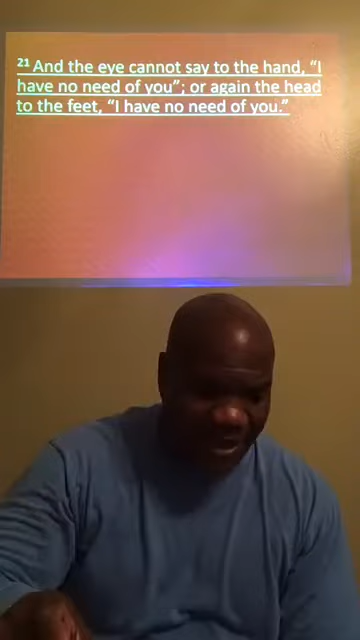 21 And the eye cannot say to the hand, “I
have no need of you”; or again the head
to the feet, “I have no need of you.”